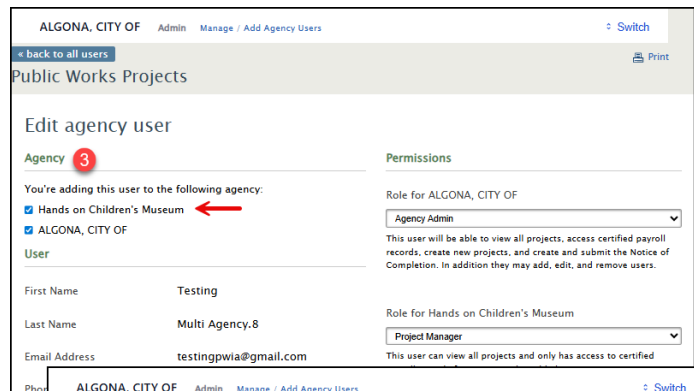 ALGONA, CITY OF Admin Manage / Add Agency Users Switch
« back to all users Print
Public Works Projects
Edit agency user
Agency 3
Permissions
You're adding this user to the following agency:
Hands on Children's Museum
ALGONA, CITY OF
Role for ALGONA, CITY OF
Agency Admin
This user will be able to view all projects, access certified payroll
records, create new projects, and create and submit the Notice of
Completion. In addition they may add, edit, and remove users.
User
First Name Testing
Last Name Multi Agency.8
Email Address testingpwia@gmail.com
Role for Hands on Children's Museum
Project Manager
This user can view all projects and only has access to certified
ALGONA, CITY OF Admin Manage / Add Agency Users Switch